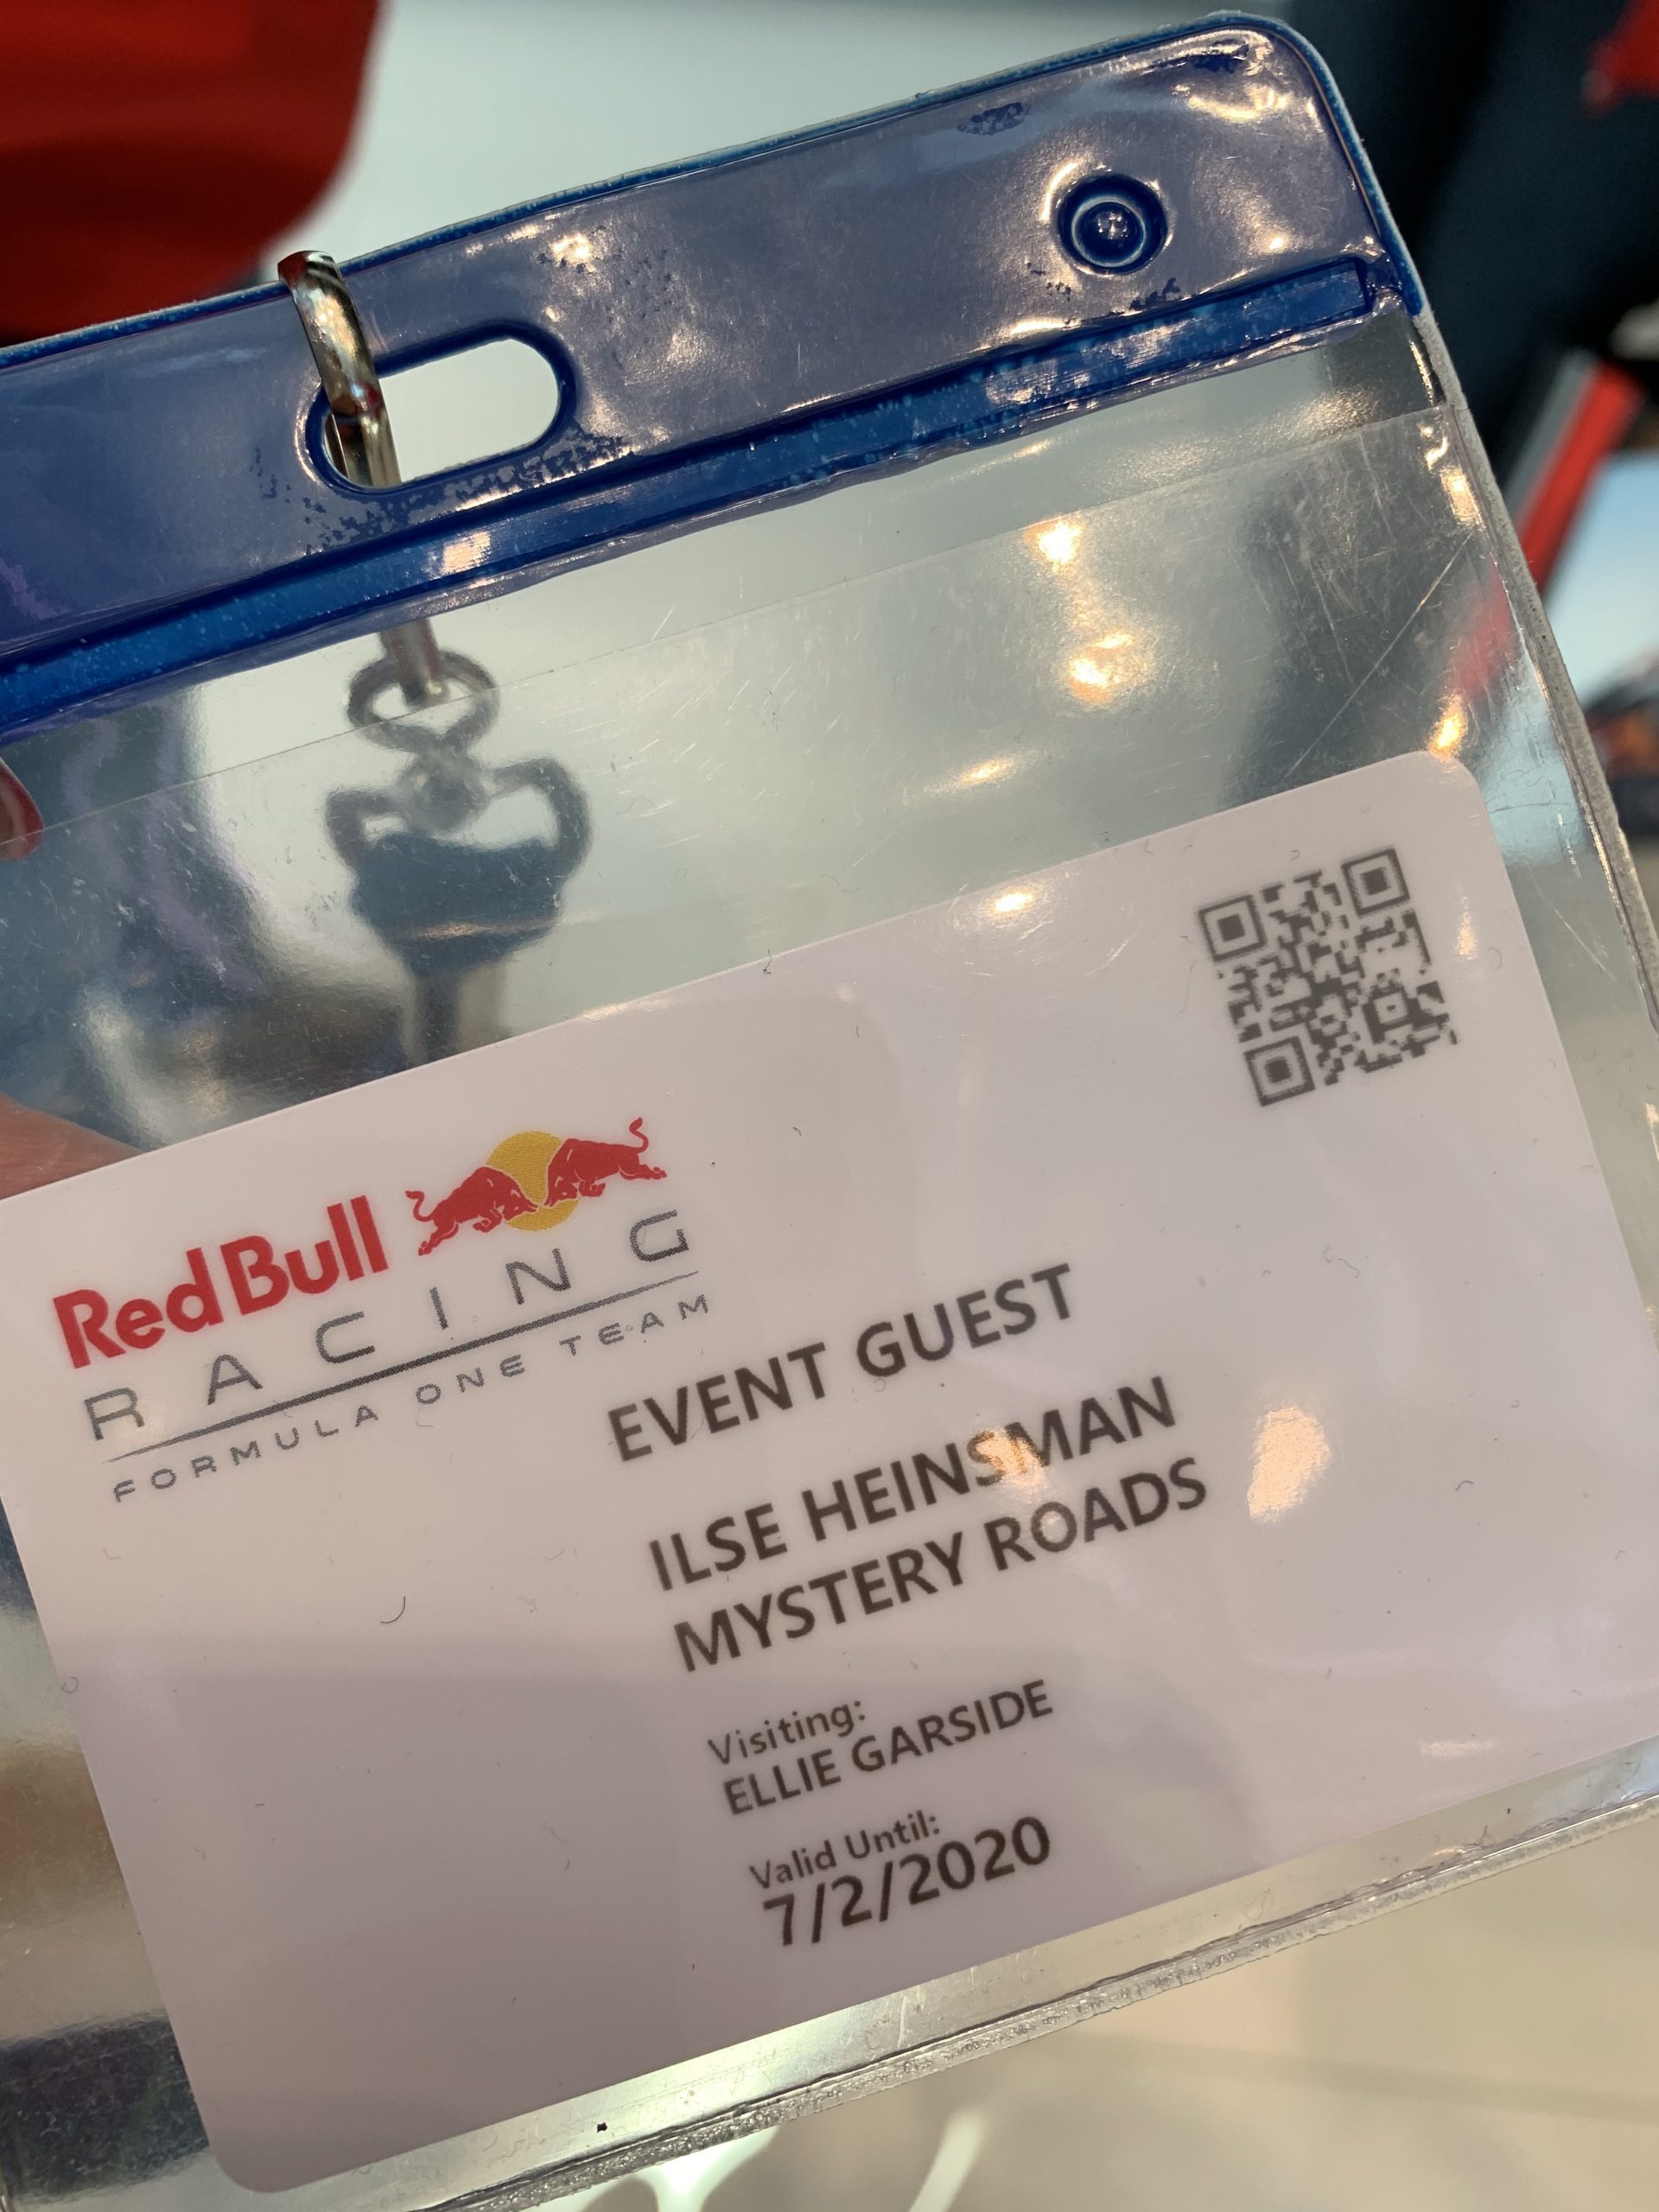 Red Bull
RACING
FORMULA ONE TEAM
EVENT GUEST
ILSE HEINSMAN
MYSTERY ROADS
Visiting:
ELLIE GARSIDE
Valid Until:
7/2/2020